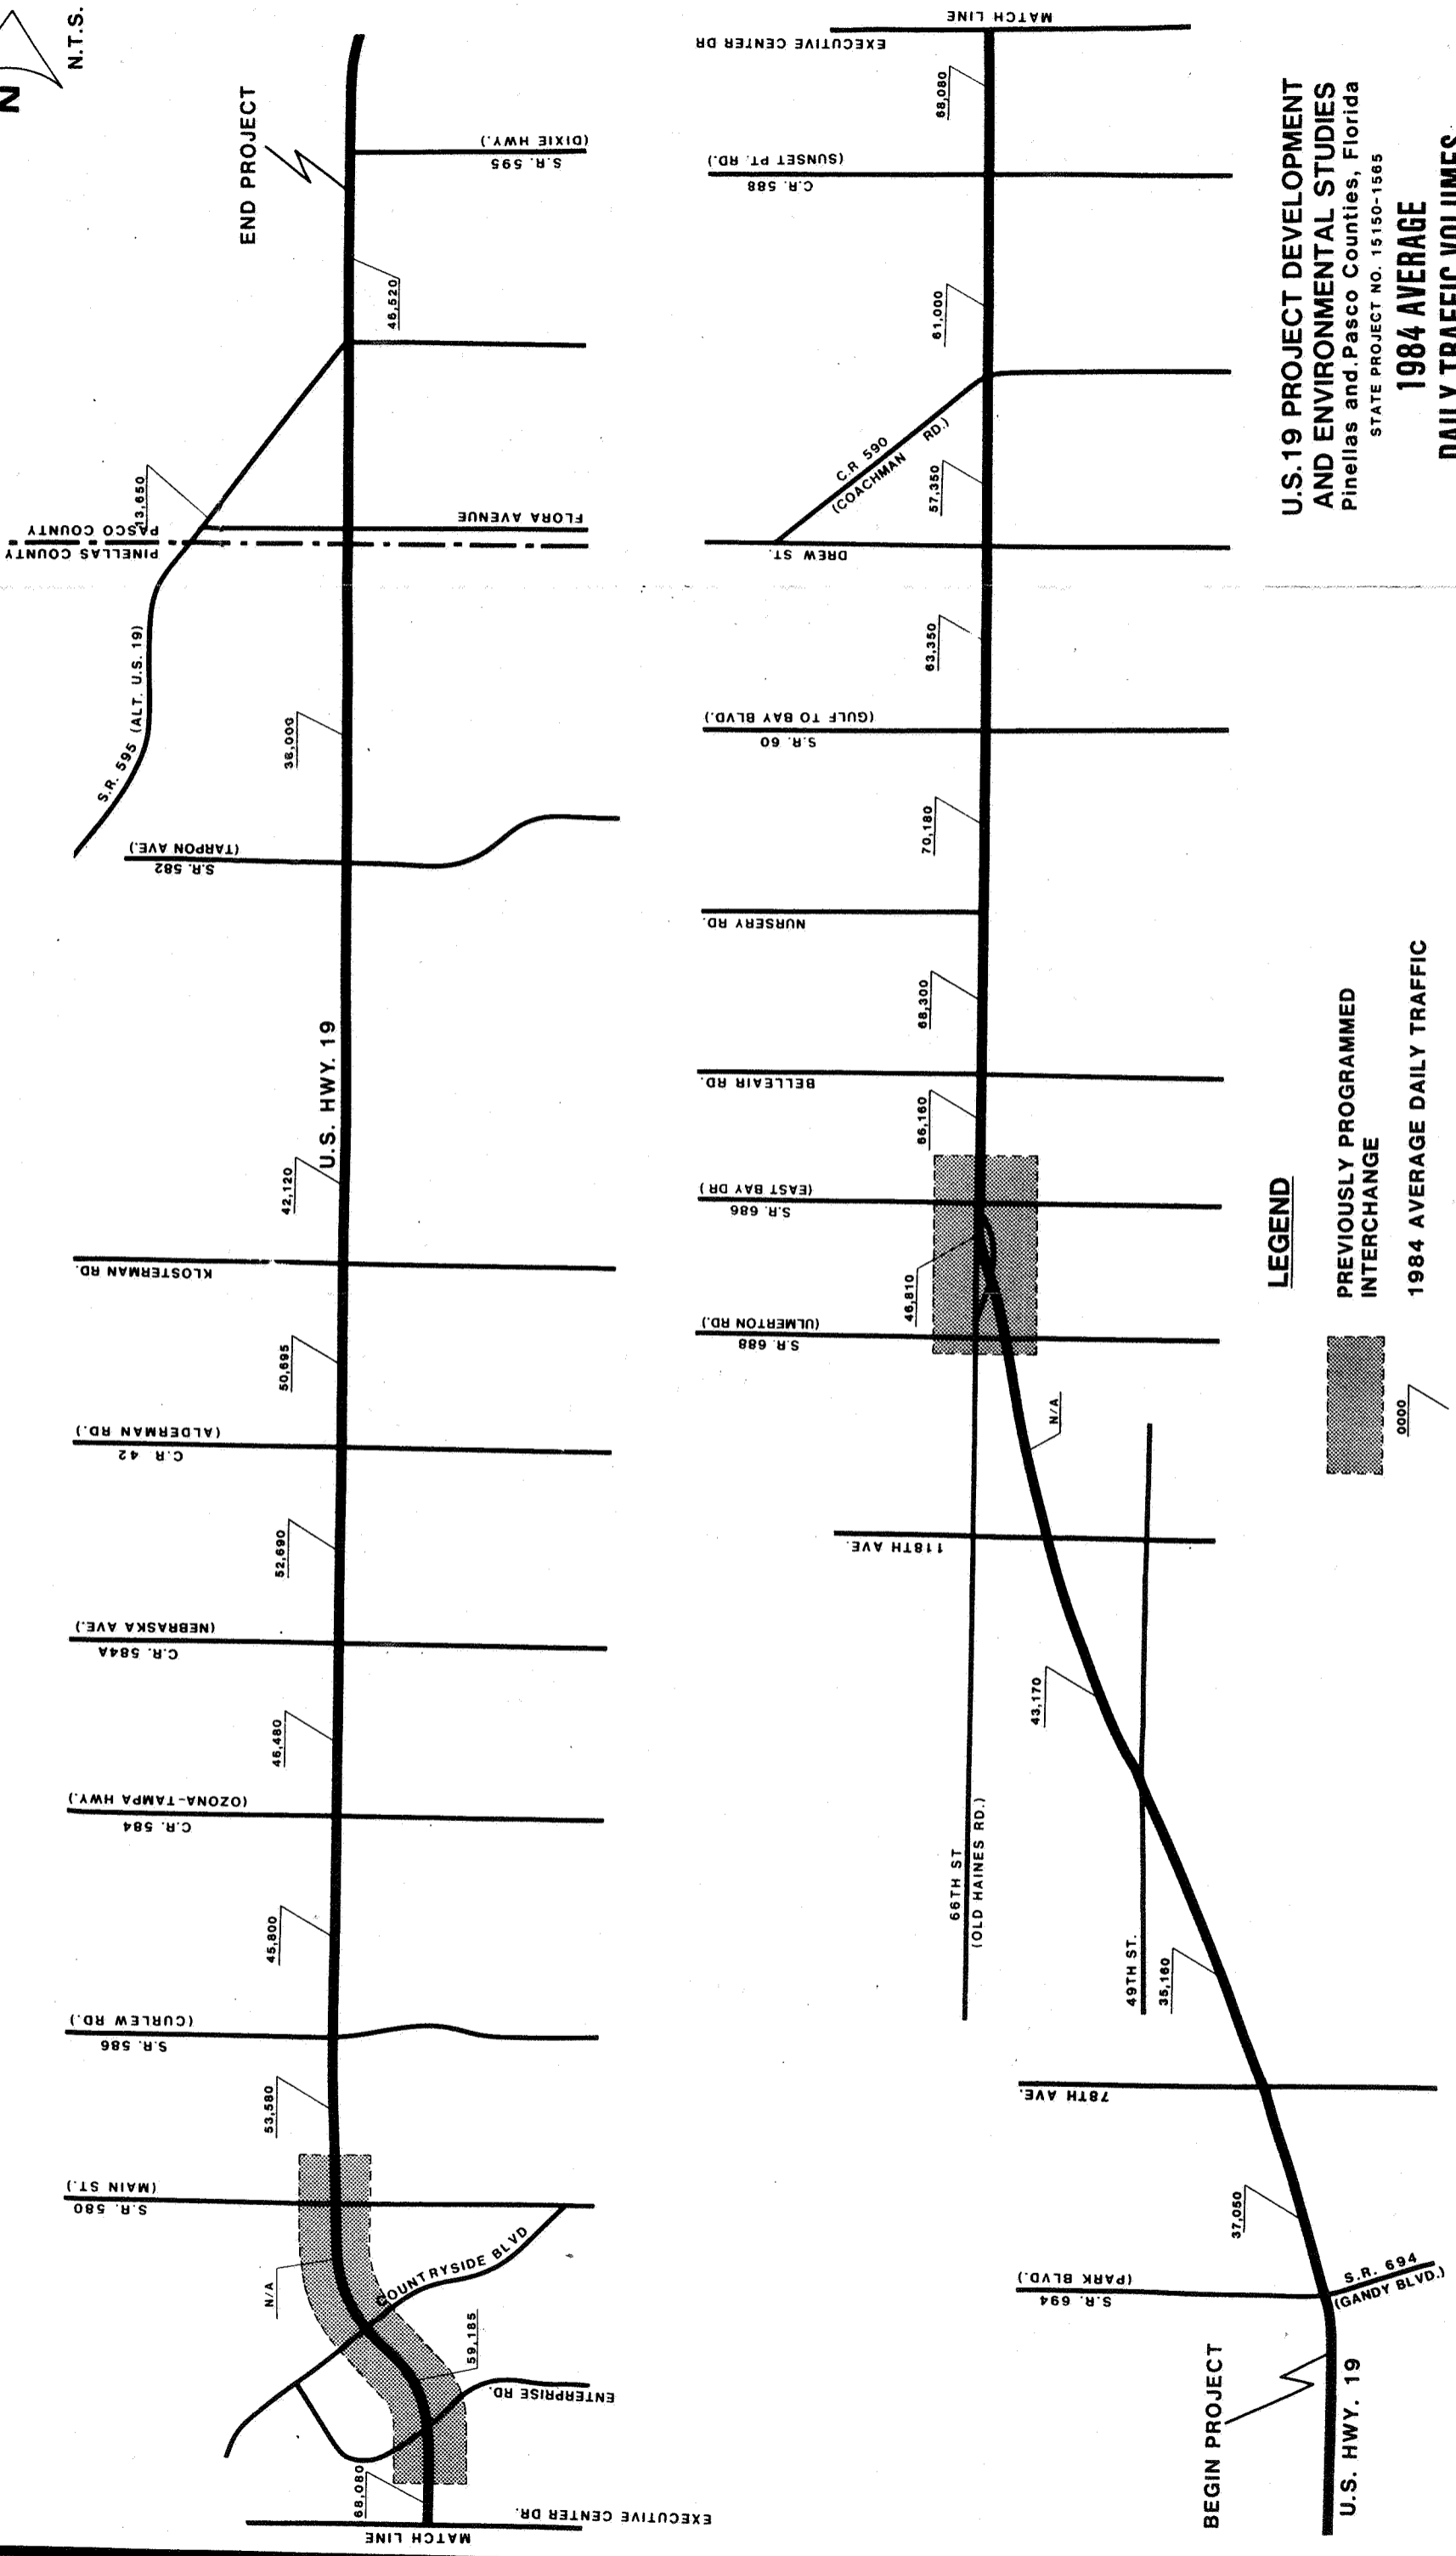 N
N.T.S.
END PROJECT
S.R. 595
(DIXIE HWY.)
46,520
13,650
PASCO COUNTY
PINELLAS COUNTY
FLORA AVENUE
S.R. 595 (ALT. U.S. 19)
36,000
S.R. 582
(TARPON AVE.)
U.S. HWY. 19
42,120
KLOSTERMAN RD.
50,695
C.R. 42
(ALDERMAN RD.)
52,690
C.R. 584A
(NEBRASKA AVE.)
46,480
C.R. 584
(OZONA-TAMPA HWY.)
45,800
S.R. 586
(CURLEW RD.)
53,580
S.R. 580
(MAIN ST.)
N/A
COUNTRYSIDE BLVD
59,185
ENTERPRISE RD.
68,080
EXECUTIVE CENTER DR.
MATCH LINE
MATCH LINE
EXECUTIVE CENTER DR
68,080
C.R. 588
(SUNSET PT. RD.)
61,000
C.R 590
(COACHMAN RD.)
57,350
DREW ST.
63,350
S.R. 60
(GULF TO BAY BLVD.)
70,180
NURSERY RD.
68,300
BELLEAIR RD.
66,160
S.R. 686
(EAST BAY DR)
46,810
S.R. 688
(ULMERTON RD.)
N/A
118TH AVE.
43,170
66TH ST
(OLD HAINES RD.)
49TH ST.
35,160
78TH AVE.
37,050
S.R. 694
(PARK BLVD.)
S.R. 694
(GANDY BLVD.)
BEGIN PROJECT
U.S. HWY. 19
LEGEND
PREVIOUSLY PROGRAMMED
INTERCHANGE
0000
1984 AVERAGE DAILY TRAFFIC
U.S.19 PROJECT DEVELOPMENT
AND ENVIRONMENTAL STUDIES
Pinellas and Pasco Counties, Florida
STATE PROJECT NO. 15150-1565
1984 AVERAGE
DAILY TRAFFIC VOLUMES